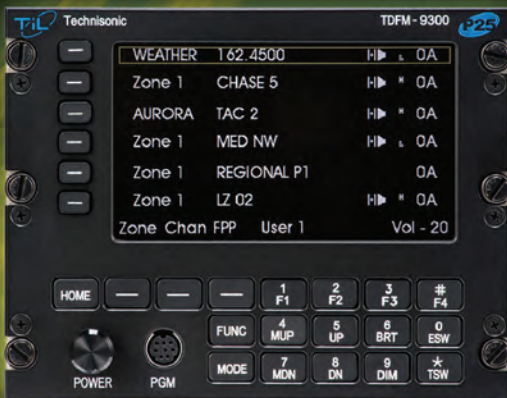 TiL Technisonic TDFM - 9300 P25
WEATHER 162.4500 L 0A
Zone 1 CHASE 5 H 0A
AURORA TAC 2 H 0A
Zone 1 MED NW L 0A
Zone 1 REGIONAL P1 0A
Zone 1 LZ 02 H 0A
Zone Chan FPP User 1 Vol - 20
HOME 1 2 3 #
F1 F2 F3 F4
FUNC 4 5 6 0
MUP UP BRT ESW
MODE 7 8 9 *
MDN DN DIM TSW
POWER PGM